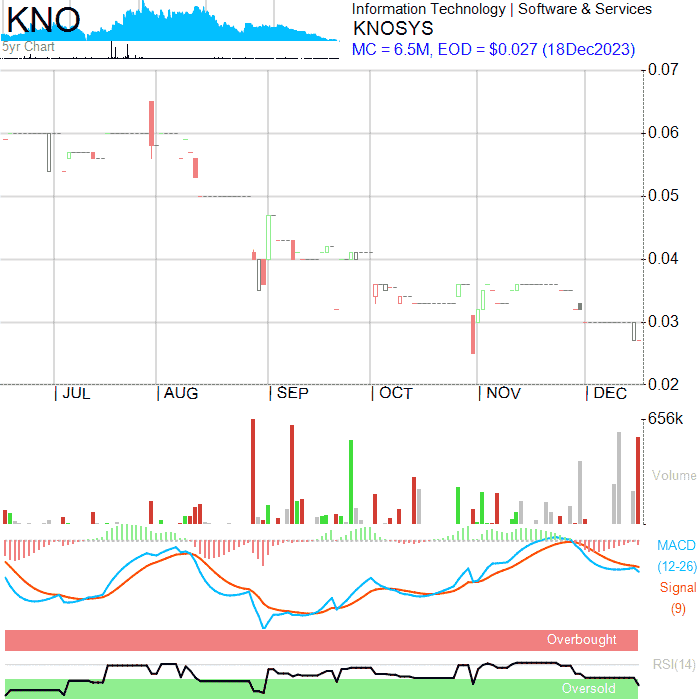 KNO
Information Technology | Software & Services
KNOSYS
5yr Chart
MC = 6.5M, EOD = $0.027 (18Dec2023)
0.07
0.06
0.05
0.04
0.03
0.02
| JUL | AUG | SEP | OCT | NOV | DEC
656k
Volume
MACD
(12-26)
Signal
(9)
Overbought
RSI(14)
Oversold